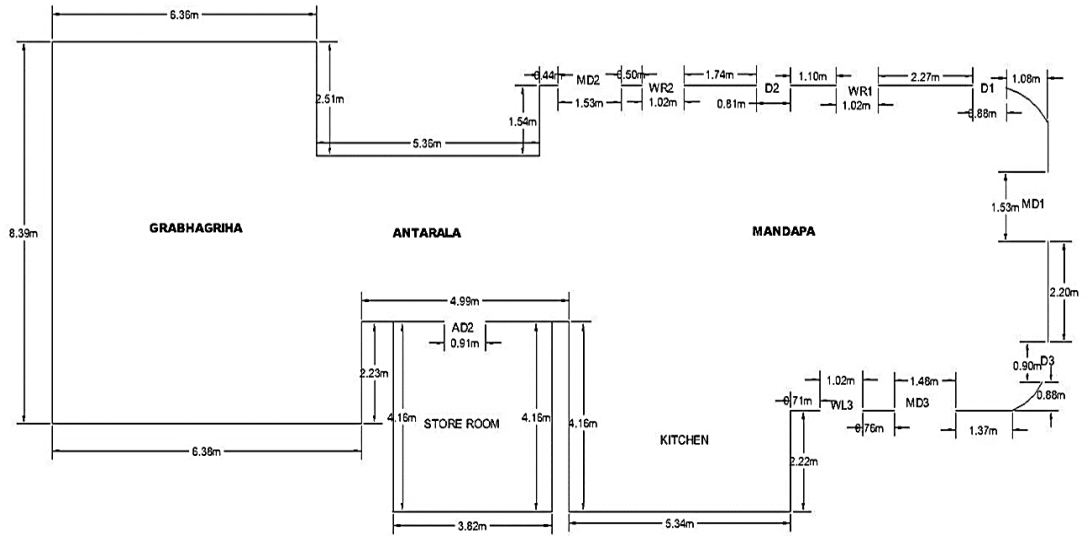 6.36m
0.44m MD2 0.50m 1.74m D2 1.10m 2.27m D1 1.08m
WR2 WR1
2.51m 1.53m 1.02m 0.81m 1.02m 0.88m
1.54m
5.36m
1.53m MD1
GRABHAGRIHA ANTARALA MANDAPA
8.39m
2.20m
4.99m
AD2
0.91m
0.90m D3
2.23m 1.02m 1.48m
0.88m
0.71m WL3 MD3
4.16m 4.16m 4.16m
STORE ROOM 0.76m 1.37m
KITCHEN
6.38m
2.22m
3.82m 5.34m